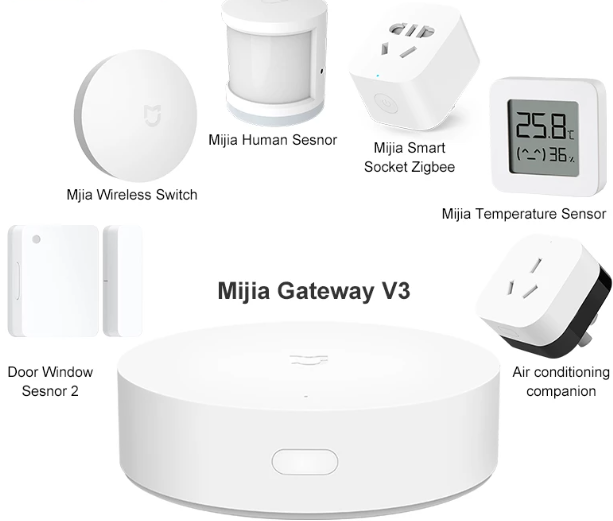 Mijia Human Sesnor
Mijia Smart
Socket Zigbee
25.8℃
(^_^) 36%
Mjia Wireless Switch
Mijia Temperature Sensor
Mijia Gateway V3
Door Window
Sesnor 2
Air conditioning
companion